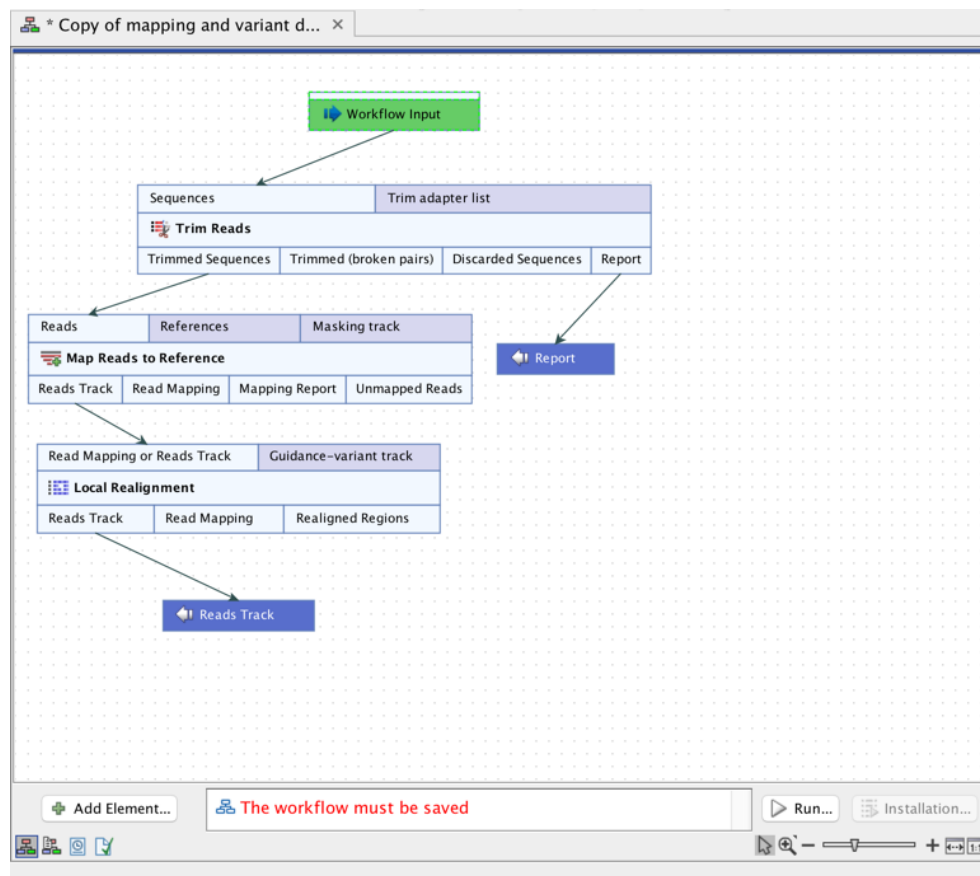 * Copy of mapping and variant d... ×
Workflow Input
Sequences Trim adapter list
Trim Reads
Trimmed Sequences Trimmed (broken pairs) Discarded Sequences Report
Reads References Masking track
Map Reads to Reference
Report
Reads Track Read Mapping Mapping Report Unmapped Reads
Read Mapping or Reads Track Guidance-variant track
Local Realignment
Reads Track Read Mapping Realigned Regions
Reads Track
Add Element... The workflow must be saved Run... Installation...